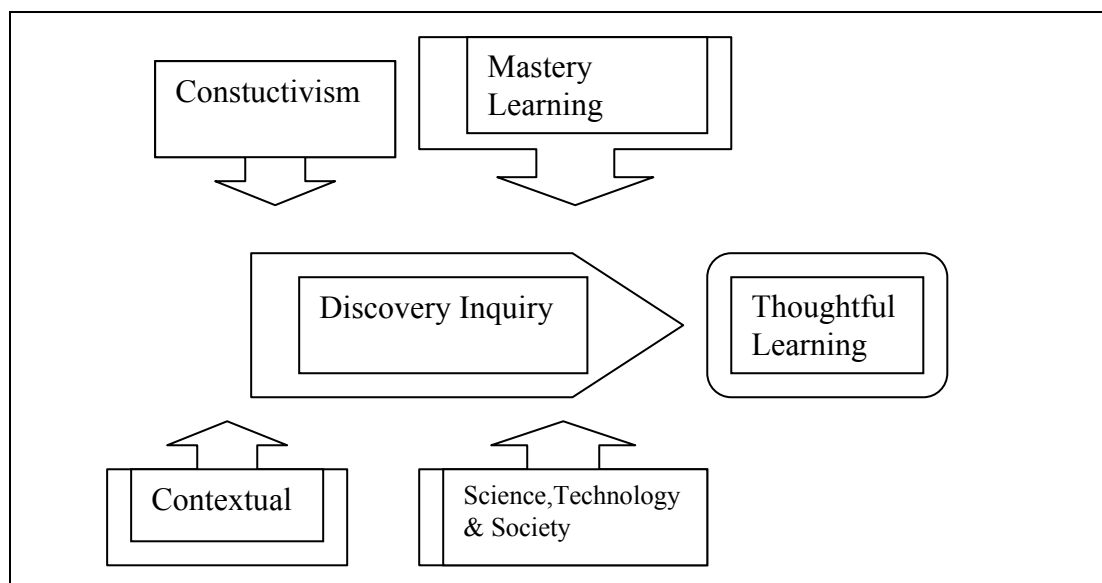 Constuctivism
Mastery
Learning
Discovery Inquiry
Thoughtful
Learning
Contextual
Science,Technology
& Society